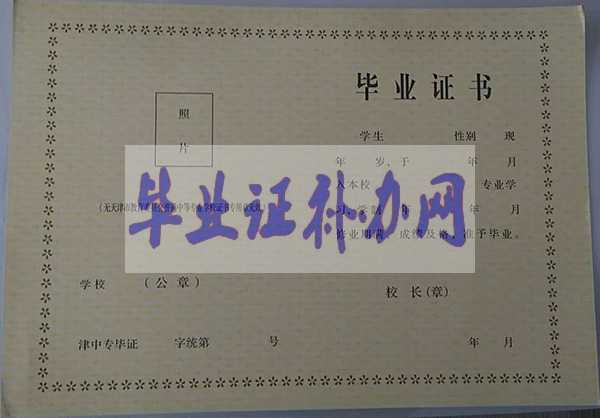 毕业证书
照
片
学生 性别 现
年 岁,于 年 月
入本校 专业学
习,学制 年 年 月
修业期满、成绩及格,准予毕业。
毕业证补办网
学校 (公章)
校 长(章)
津中专毕证 字统第 号
年 月